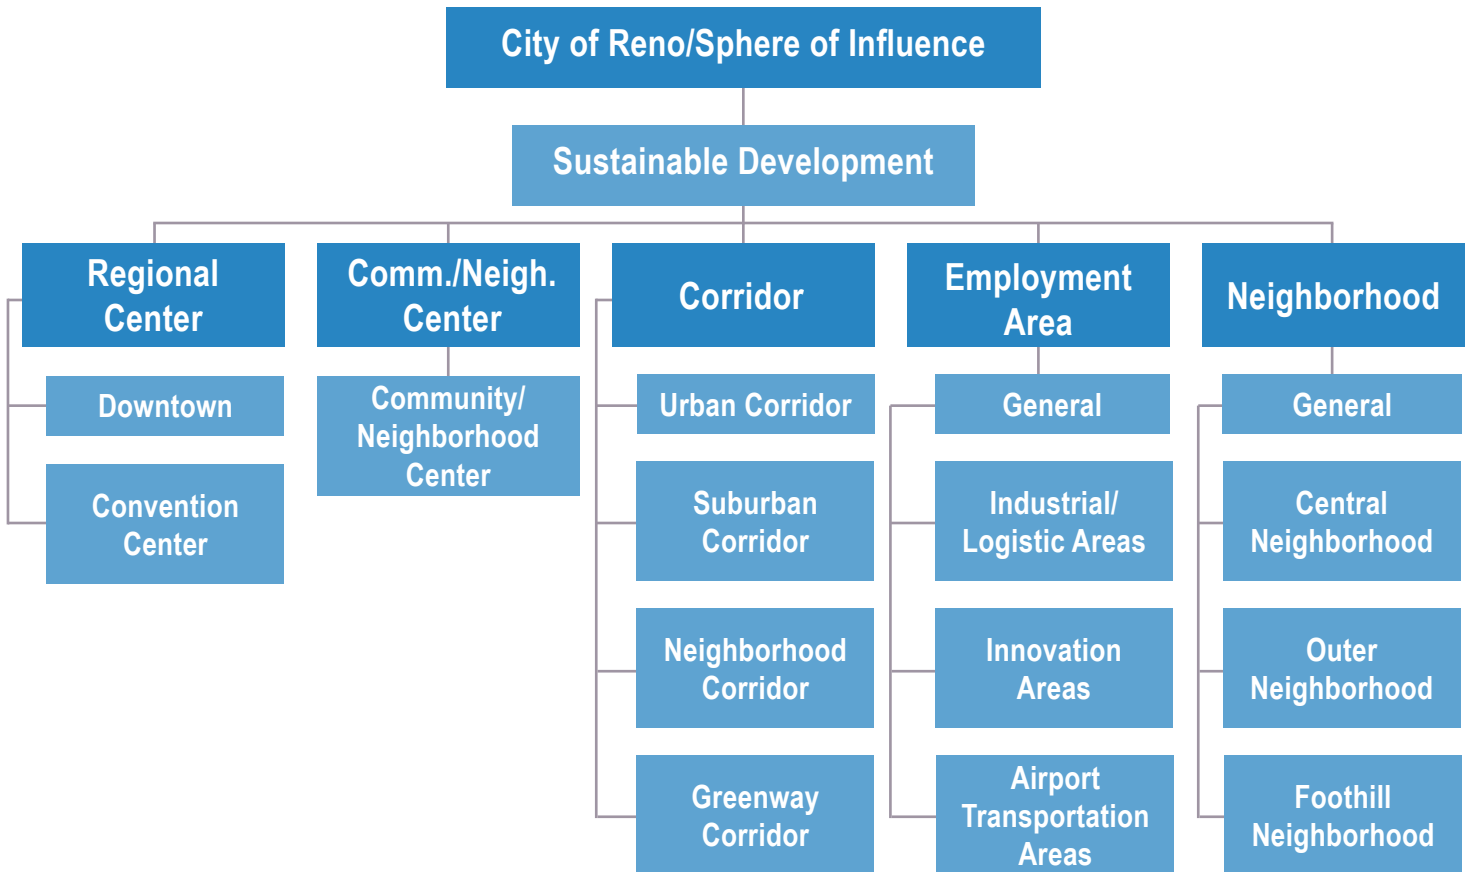 City of Reno/Sphere of Influence
Sustainable Development
Regional
Center
Downtown
Convention
Center
Comm./Neigh.
Center
Community/
Neighborhood
Center
Corridor
Urban Corridor
Suburban
Corridor
Neighborhood
Corridor
Greenway
Corridor
Employment
Area
General
Industrial/
Logistic Areas
Innovation
Areas
Airport
Transportation
Areas
Neighborhood
General
Central
Neighborhood
Outer
Neighborhood
Foothill
Neighborhood